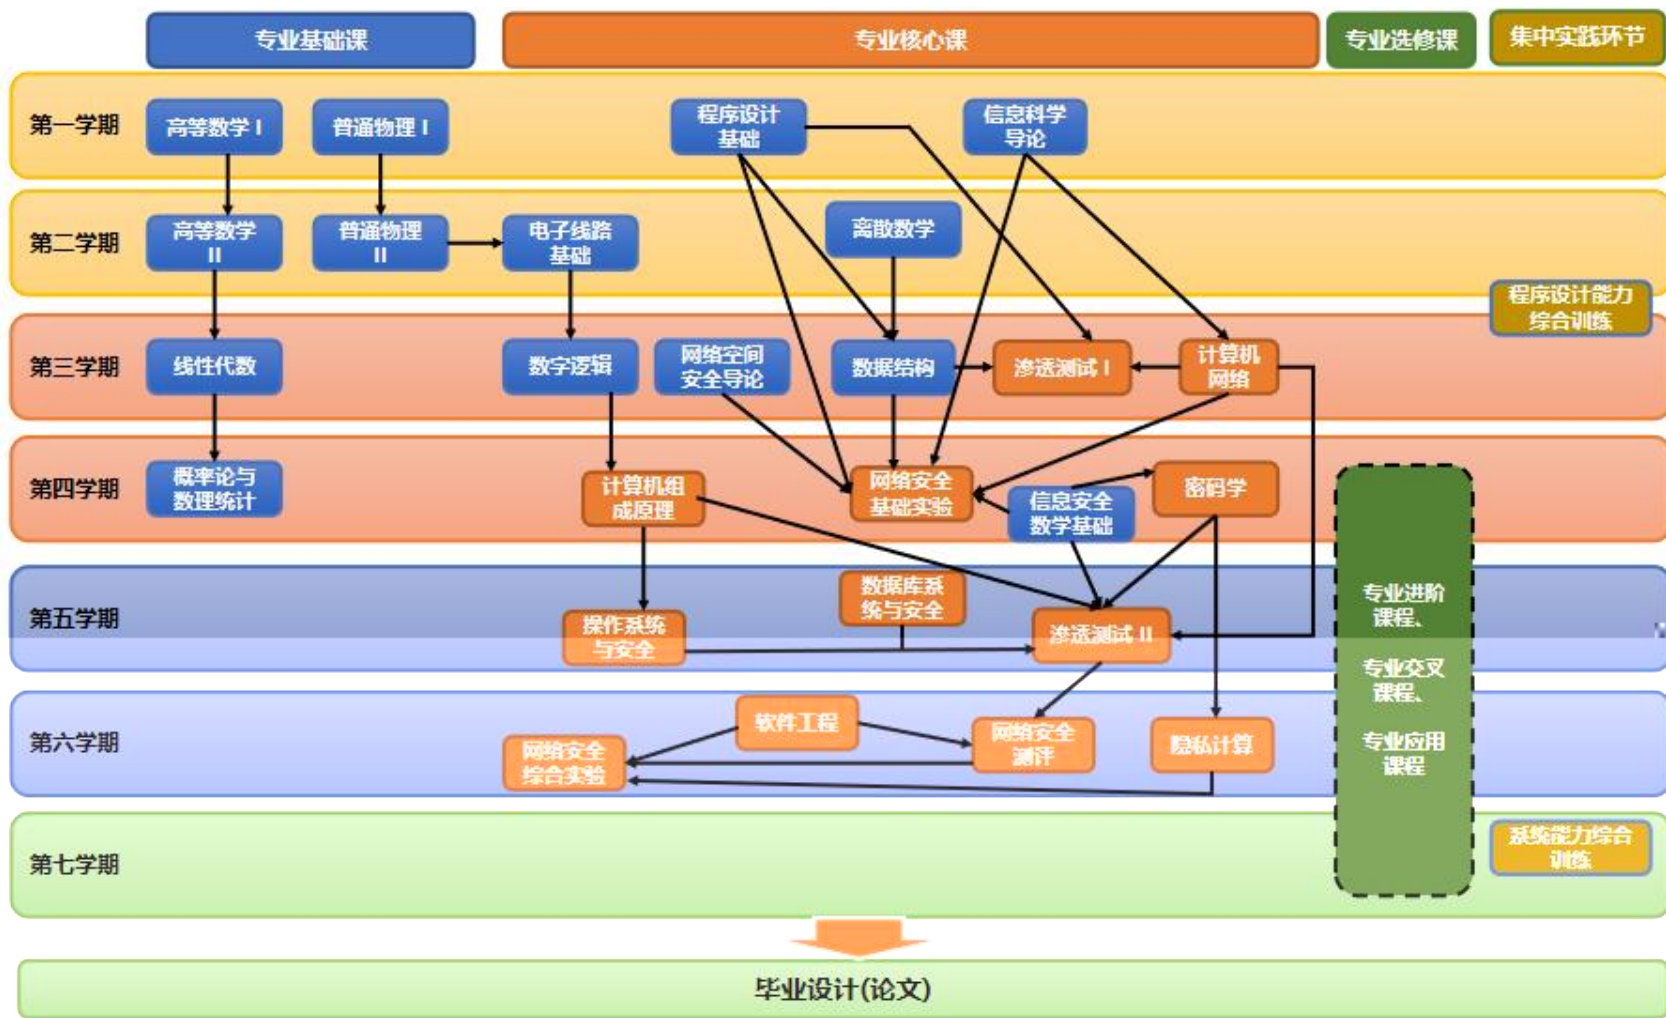 专业基础课
专业核心课
专业选修课
集中实践环节
第一学期
高等数学 I
普通物理 I
程序设计
基础
信息科学
导论
第二学期
高等数学
II
普通物理
II
电子线路
基础
离散数学
程序设计能力
综合训练
第三学期
线性代数
数字逻辑
网络空间
安全导论
数据结构
渗透测试 I
计算机
网络
第四学期
概率论与
数理统计
计算机组
成原理
网络安全
基础实验
信息安全
数学基础
密码学
第五学期
操作系统
与安全
数据库系
统与安全
渗透测试 II
专业进阶
课程、
专业交叉
课程、
专业应用
课程
第六学期
网络安全
综合实验
软件工程
网络安全
测评
隐私计算
第七学期
系统能力综合
训练
毕业设计(论文)